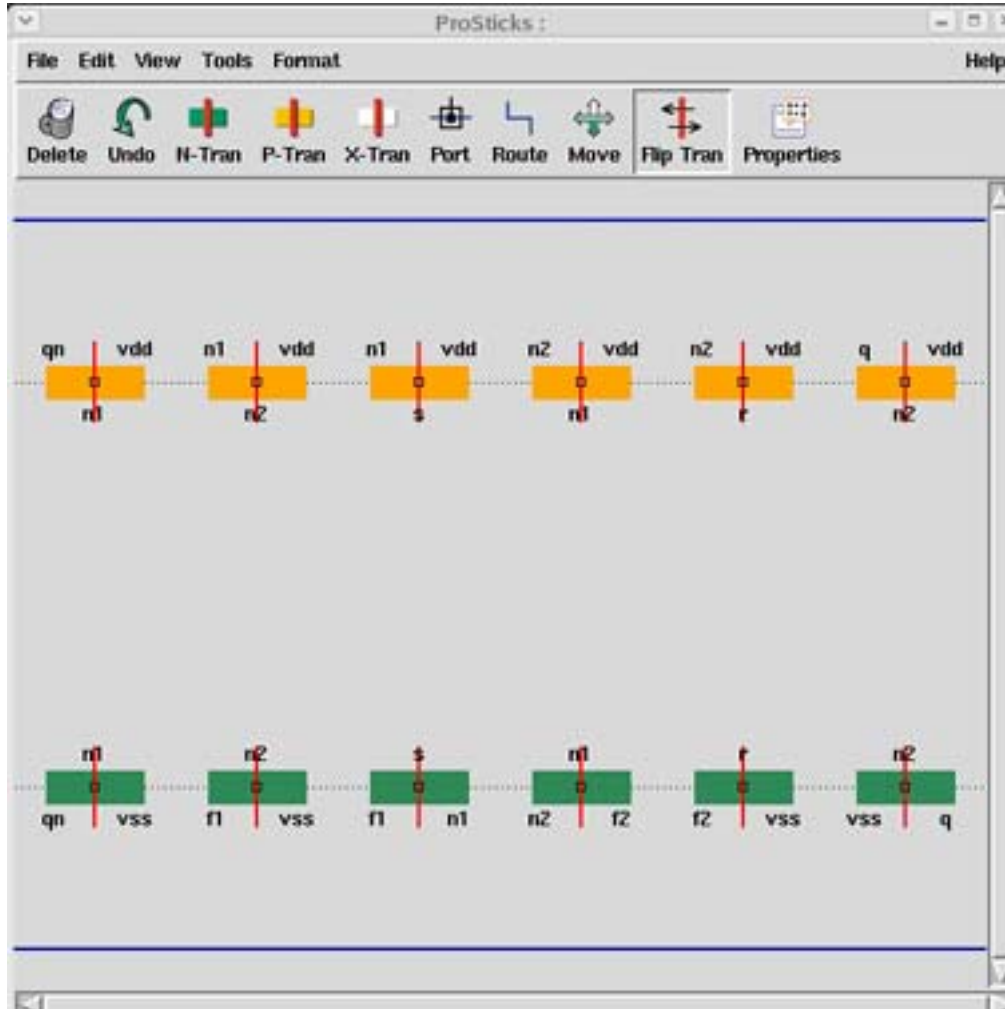 ProSticks :
File Edit View Tools Format Help
Delete Undo N-Tran P-Tran X-Tran Port Route Move Flip Tran Properties
qn vdd n1 vdd n1 vdd n2 vdd n2 vdd q vdd
n1 n2 s n1 r n2
n1 n2 s n1 r n2
qn vss f1 vss f1 n1 n2 f2 f2 vss vss q